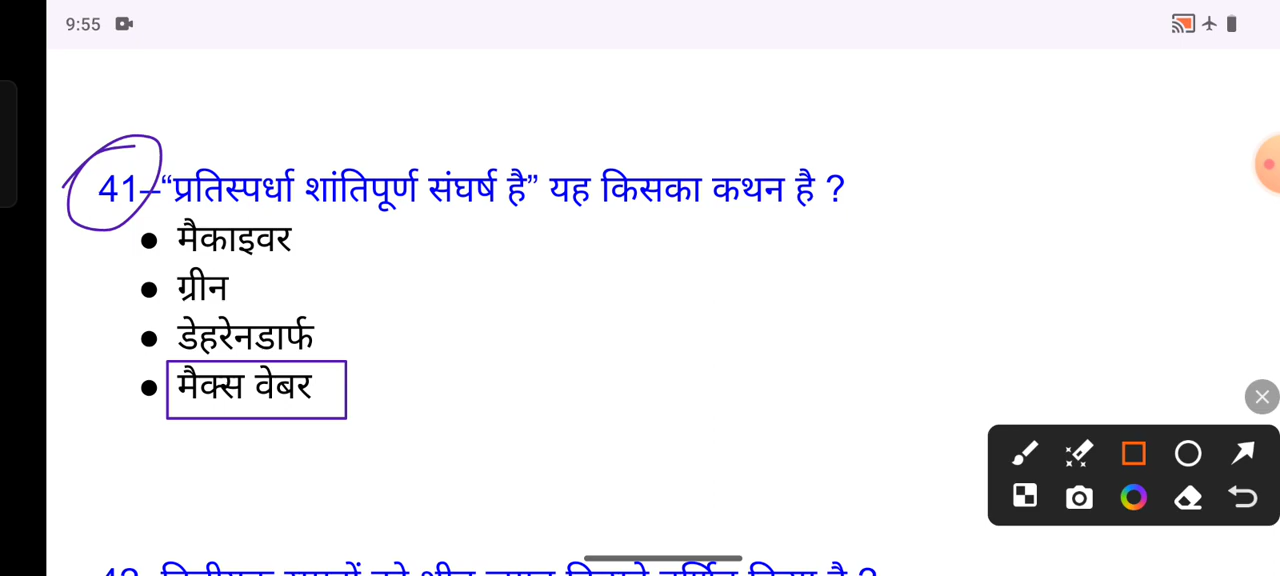 9:55
41–“प्रतिस्पर्धा शांतिपूर्ण संघर्ष है” यह किसका कथन है ?
● मैकाइवर
● ग्रीन
● डेहरेनडार्फ
● मैक्स वेबर